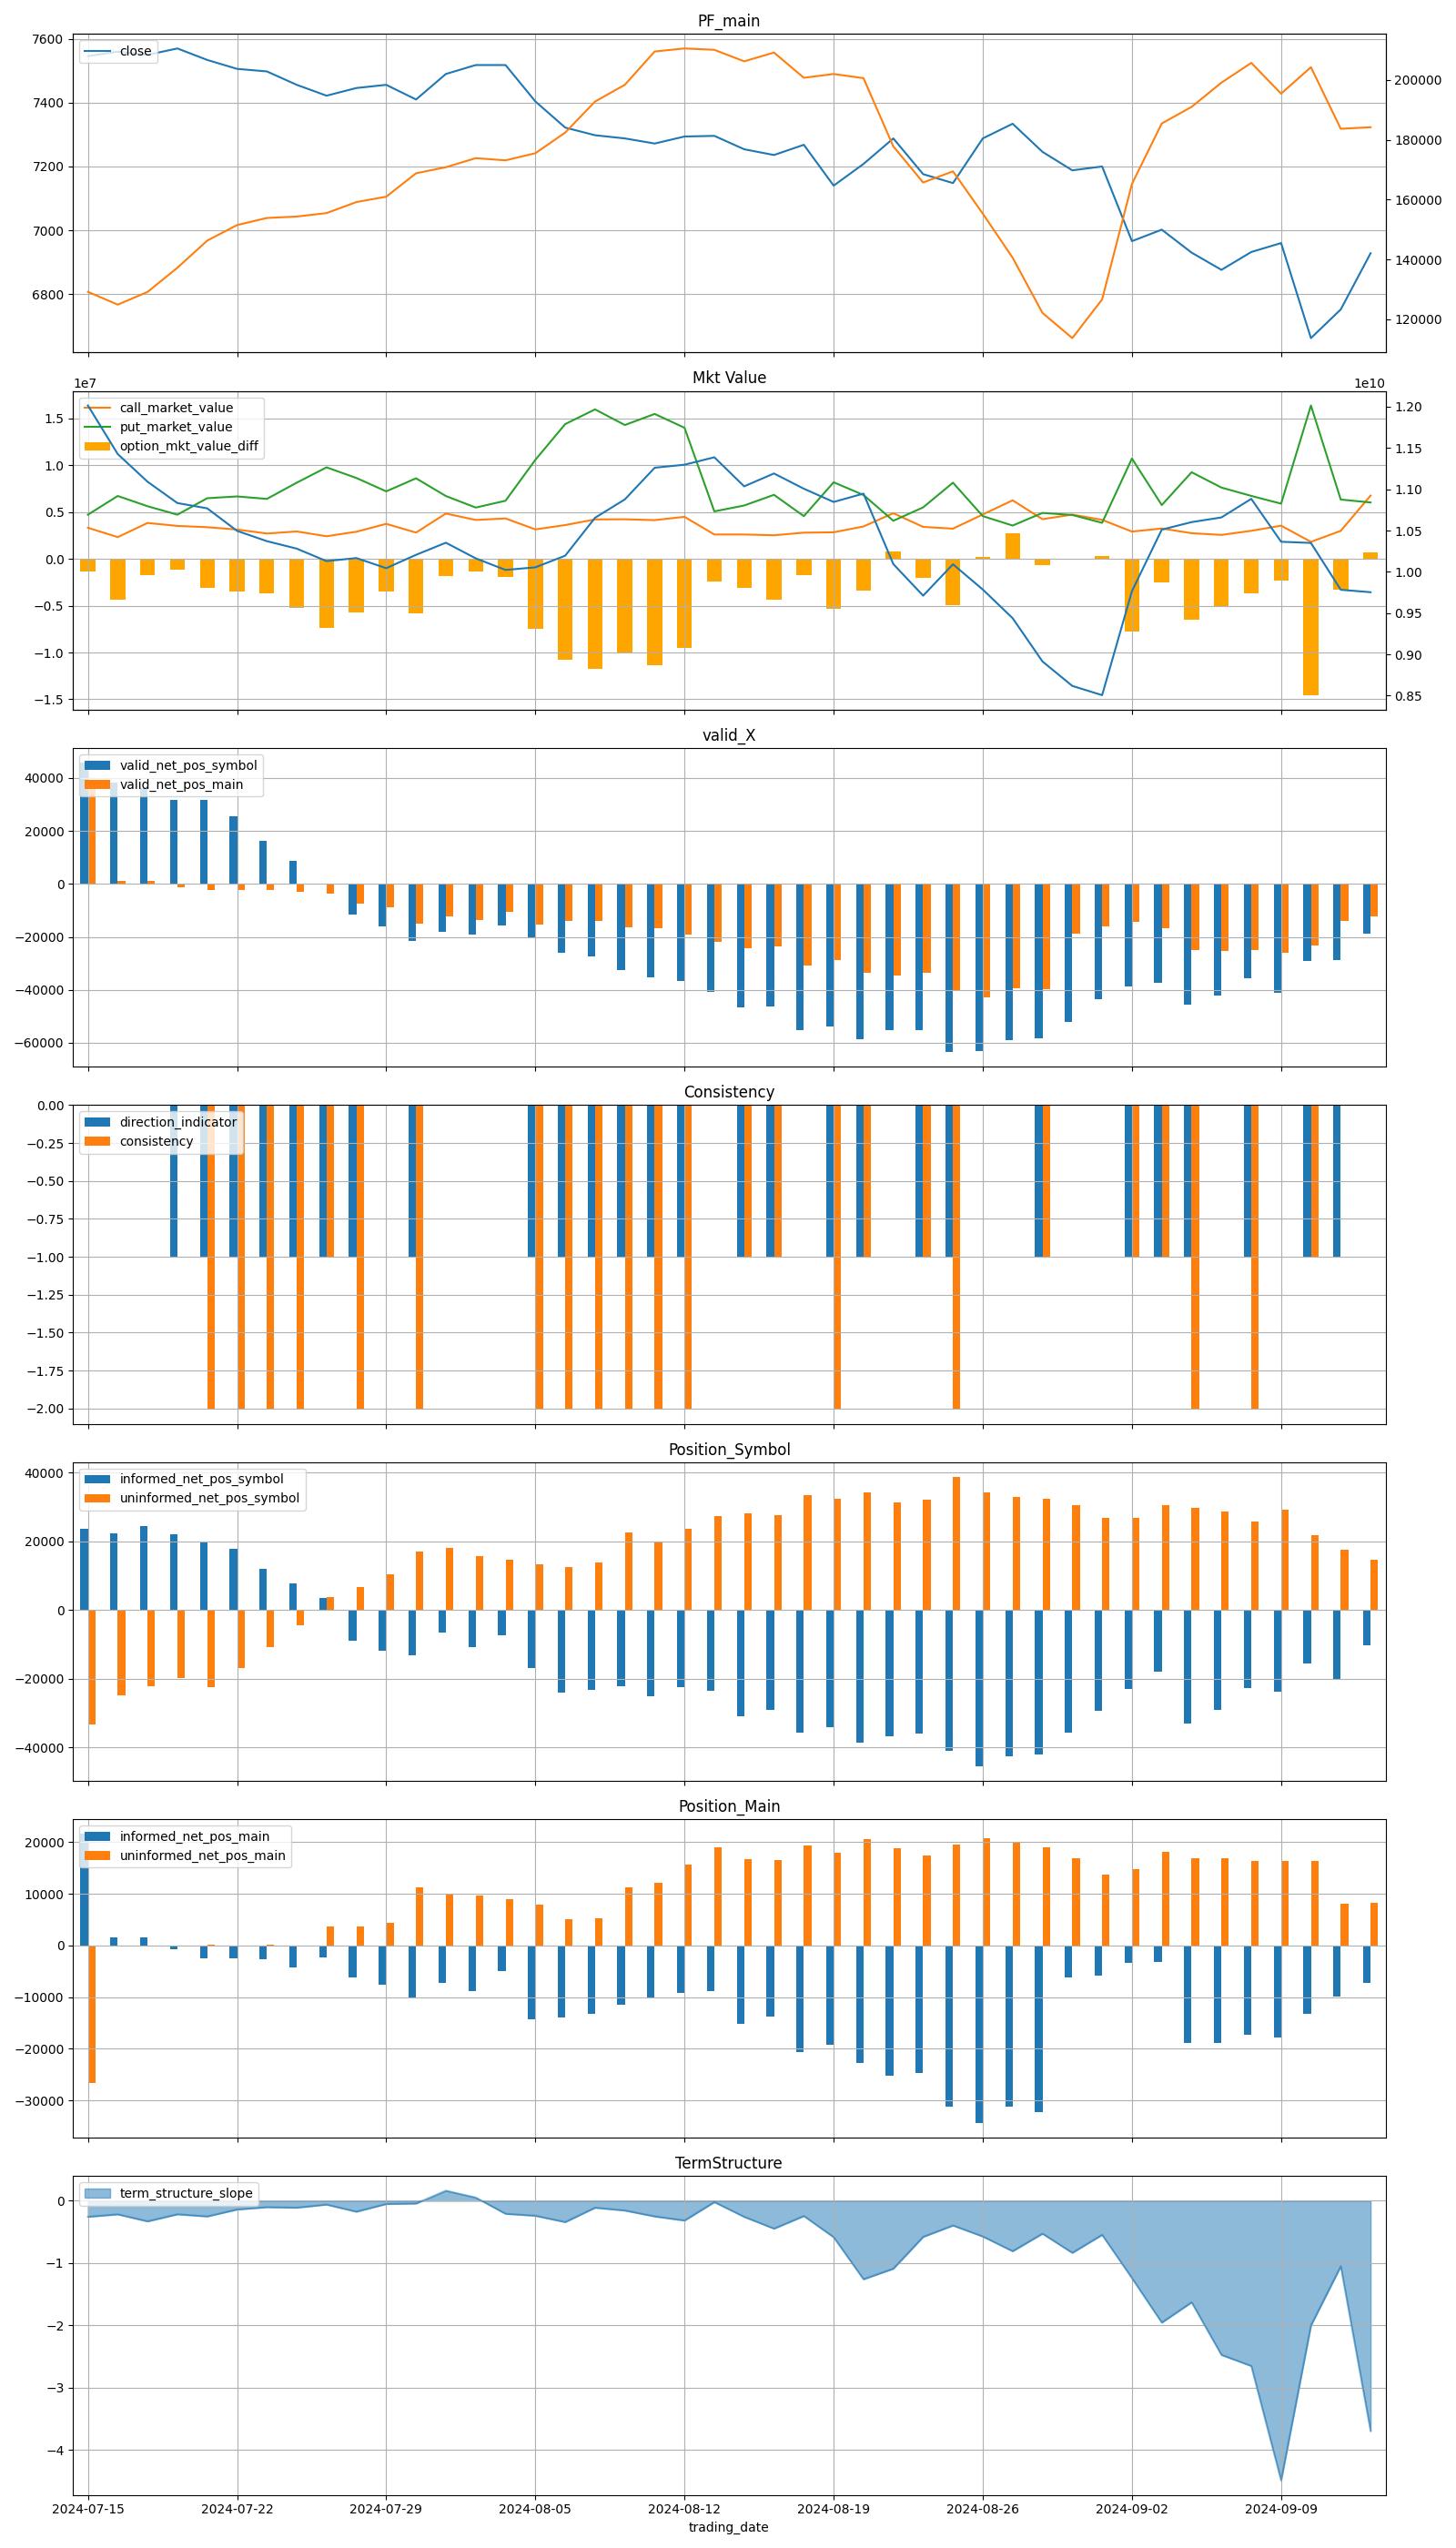 PF_main
close
7600
7400
7200
7000
6800
200000
180000
160000
140000
120000
Mkt Value
1e7
1e10
call_market_value
put_market_value
option_mkt_value_diff
1.5
1.0
0.5
0.0
−0.5
−1.0
−1.5
1.20
1.15
1.10
1.05
1.00
0.95
0.90
0.85
valid_X
valid_net_pos_symbol
valid_net_pos_main
40000
20000
0
−20000
−40000
−60000
Consistency
direction_indicator
consistency
0.00
−0.25
−0.50
−0.75
−1.00
−1.25
−1.50
−1.75
−2.00
Position_Symbol
informed_net_pos_symbol
uninformed_net_pos_symbol
40000
20000
0
−20000
−40000
Position_Main
informed_net_pos_main
uninformed_net_pos_main
20000
10000
0
−10000
−20000
−30000
TermStructure
term_structure_slope
0
−1
−2
−3
−4
2024-07-15 2024-07-22 2024-07-29 2024-08-05 2024-08-12 2024-08-19 2024-08-26 2024-09-02 2024-09-09
trading_date